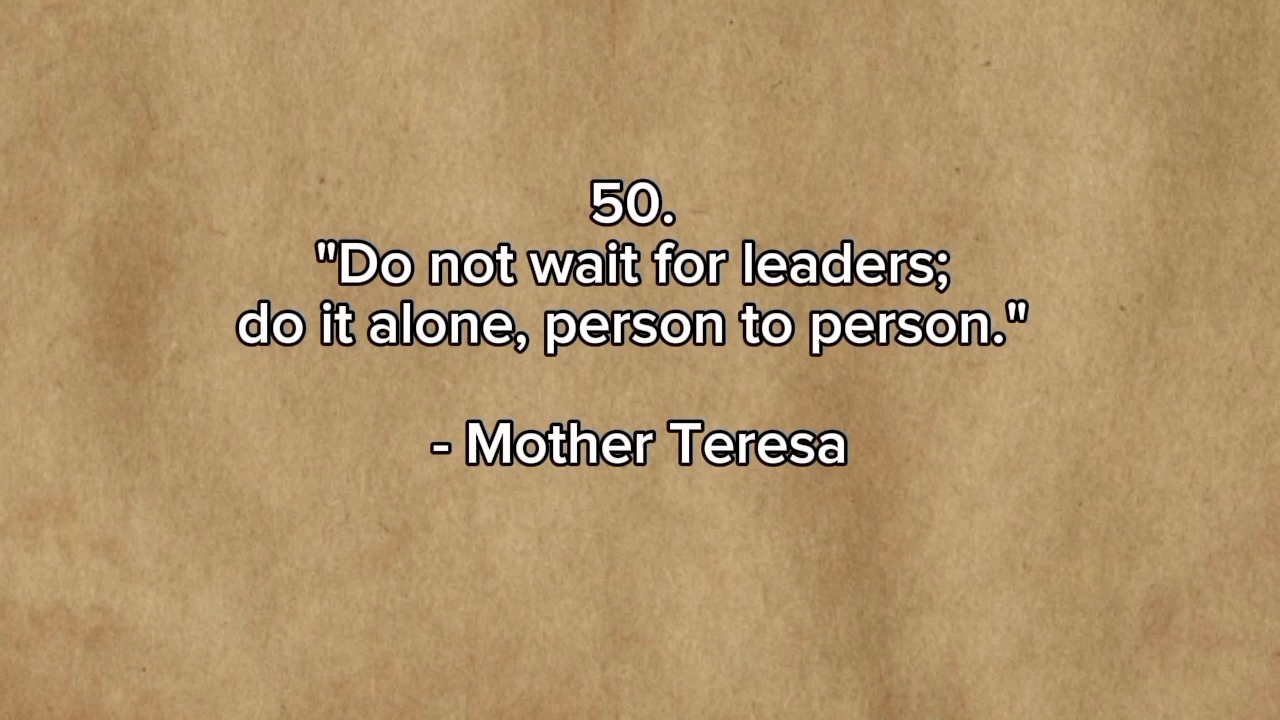 50.
"Do not wait for leaders;
do it alone, person to person."
- Mother Teresa